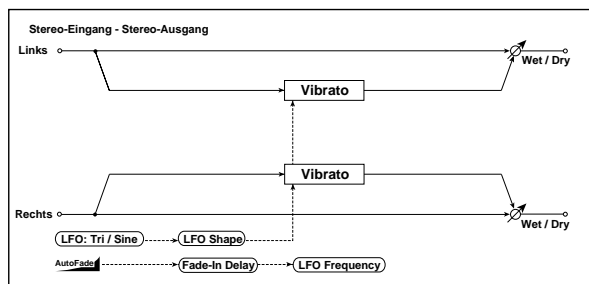 Stereo-Eingang - Stereo-Ausgang
Links
Wet / Dry
Vibrato
Vibrato
Rechts
Wet / Dry
LFO: Tri / Sine
LFO Shape
AutoFade
Fade-In Delay
LFO Frequency